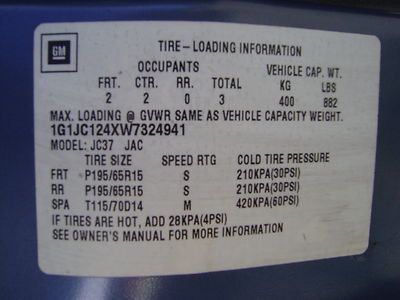 GM
TIRE-LOADING INFORMATION
OCCUPANTS VEHICLE CAP. WT.
FRT. CTR. RR. TOTAL KG LBS
2 2 0 3 400 882
MAX. LOADING @ GVWR SAME AS VEHICLE CAPACITY WEIGHT.
1G1JC124XW7324941
MODEL: JC37 JAC
TIRE SIZE SPEED RTG COLD TIRE PRESSURE
FRT P195/65R15 S 210KPA(30PSI)
RR P195/65R15 S 210KPA(30PSI)
SPA T115/70D14 M 420KPA(60PSI)
IF TIRES ARE HOT, ADD 28KPA(4PSI)
SEE OWNER'S MANUAL FOR MORE INFORMATION